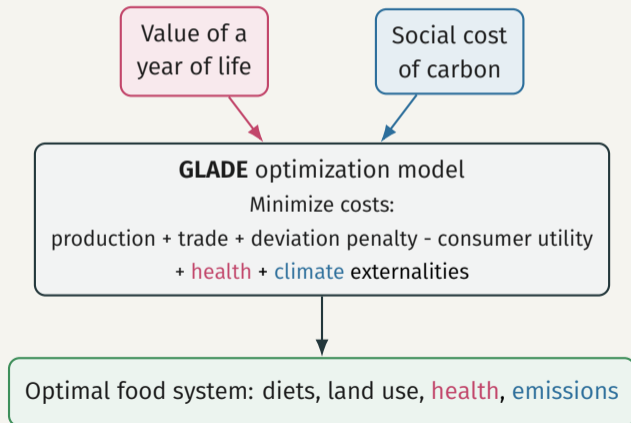 Value of a
year of life
Social cost
of carbon
GLADE optimization model
Minimize costs:
production + trade + deviation penalty - consumer utility
+ health + climate externalities
Optimal food system: diets, land use, health, emissions